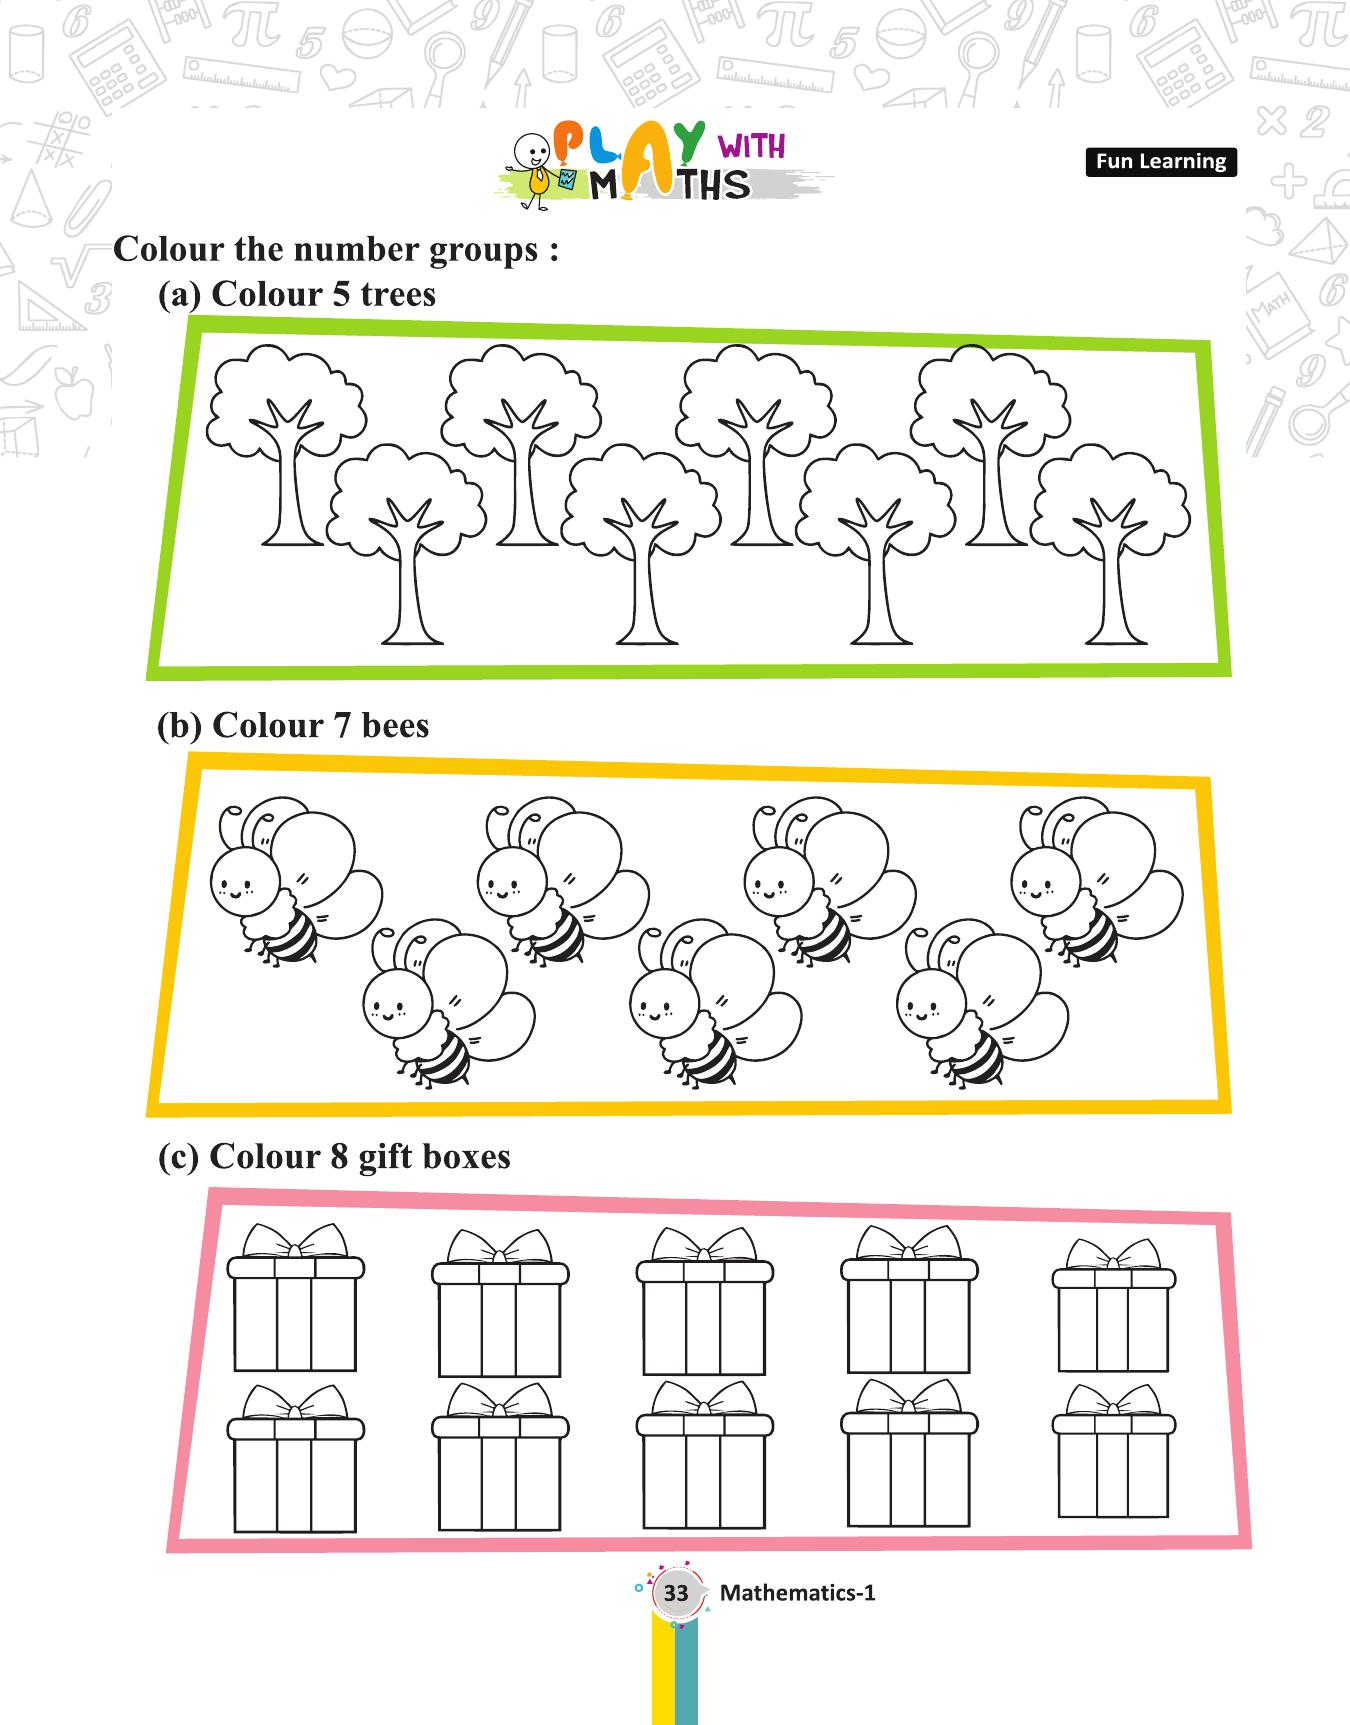 PLAY WITH
MATHS
Fun Learning
Colour the number groups :
(a) Colour 5 trees
(b) Colour 7 bees
(c) Colour 8 gift boxes
33 Mathematics-1